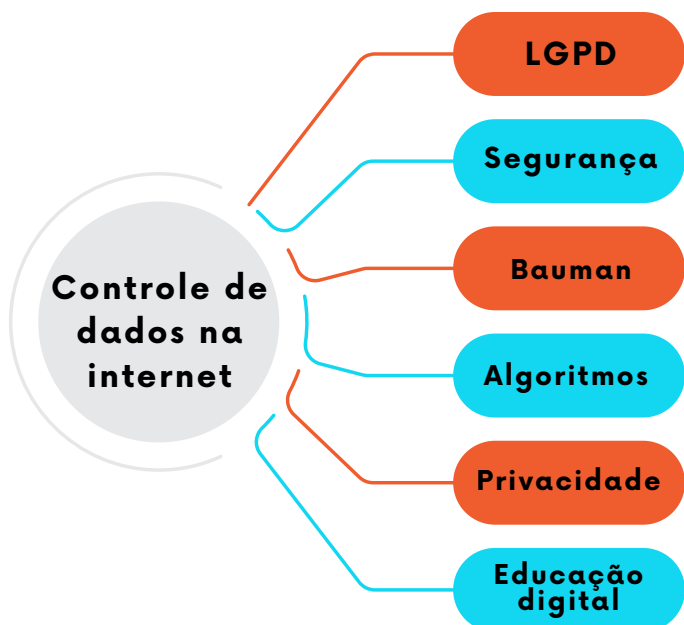 Controle de
dados na
internet
LGPD
Segurança
Bauman
Algoritmos
Privacidade
Educação
digital